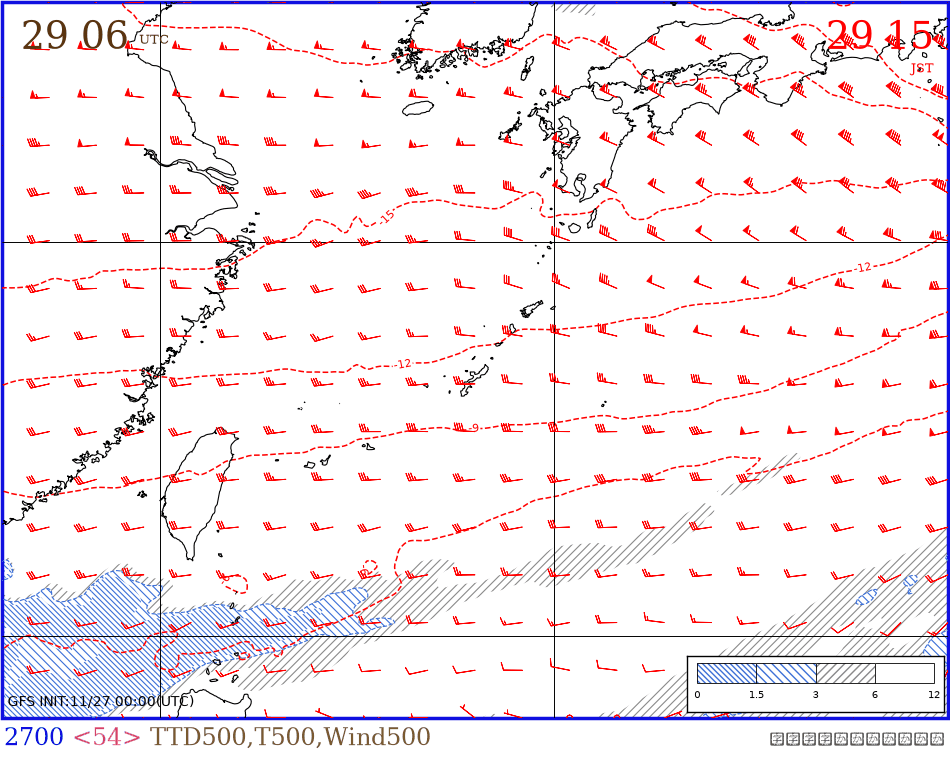 29 06 UTC
29 15 JST
-15
-12
-12
-9
0 1.5 3 6 12
GFS INIT:11/27 00:00(UTC)
2700 <54> TTD500,T500,Wind500